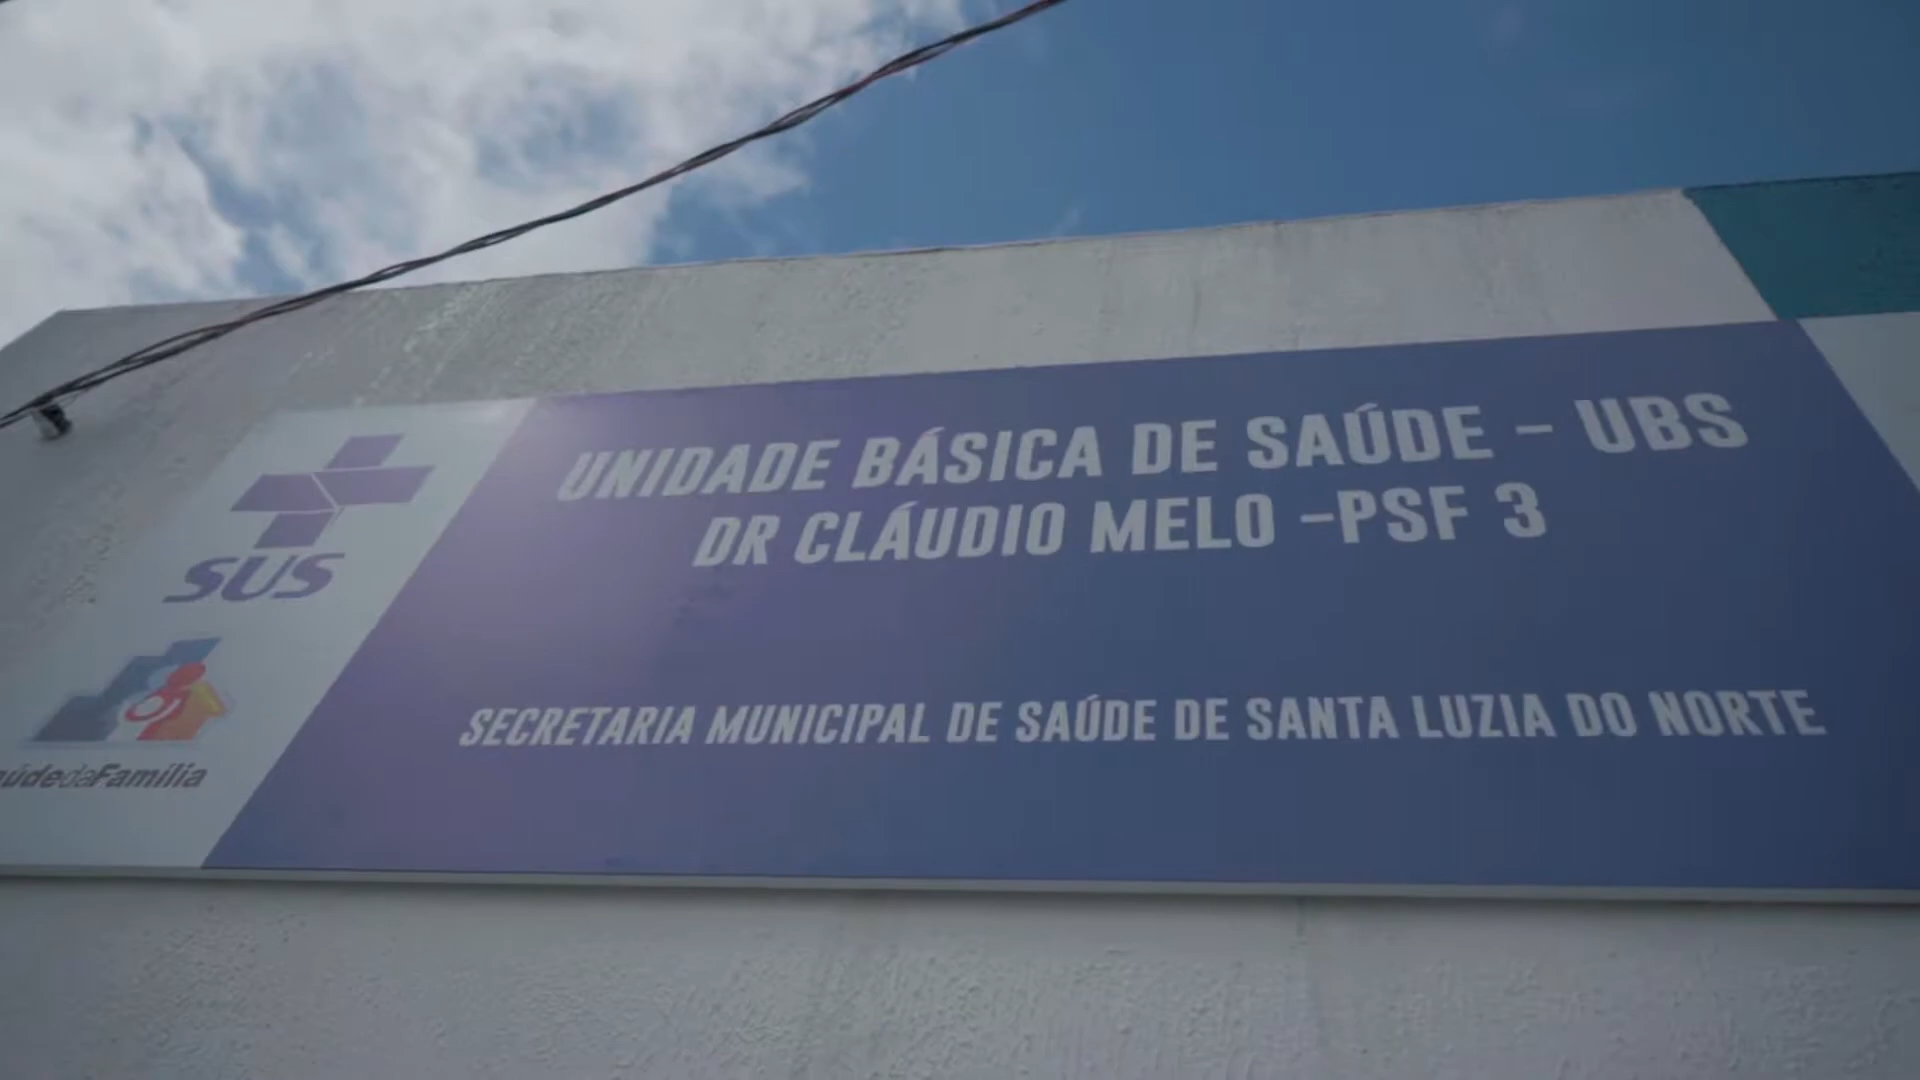 UNIDADE BÁSICA DE SAÚDE - UBS
DR CLÁUDIO MELO -PSF 3
SUS
SECRETARIA MUNICIPAL DE SAÚDE DE SANTA LUZIA DO NORTE
údedaFamília